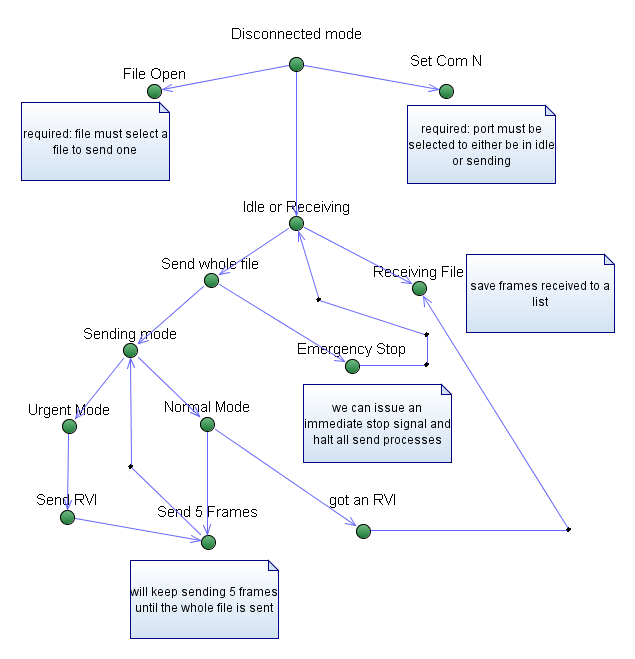 Disconnected mode
File Open
Set Com N
required: file must select a
file to send one
required: port must be
selected to either be in idle
or sending
Idle or Receiving
Send whole file
Receiving File
save frames received to a
list
Sending mode
Emergency Stop
we can issue an
immediate stop signal and
halt all send processes
Urgent Mode
Normal Mode
Send RVI
Send 5 Frames
got an RVI
will keep sending 5 frames
until the whole file is sent